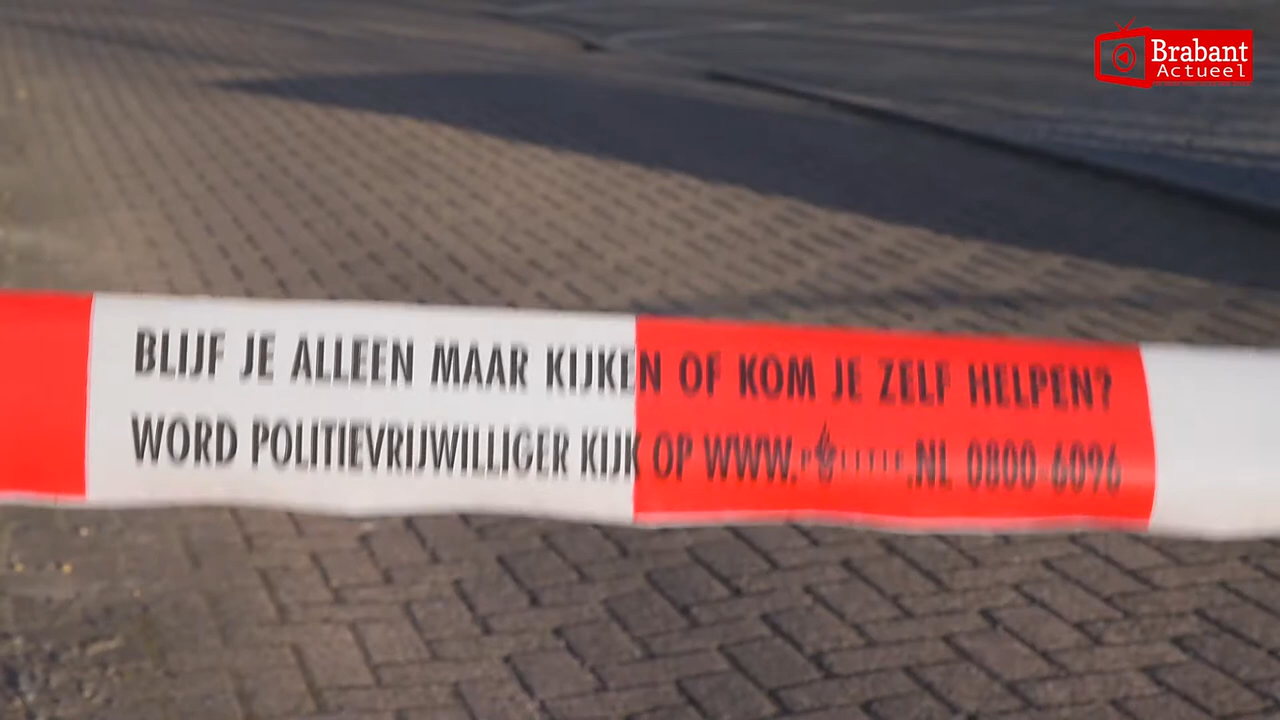 Brabant
Actueel
BLIJF JE ALLEEN MAAR KIJKEN OF KOM JE ZELF HELPEN?
WORD POLITIEVRIJWILLIGER KIJK OP WWW.POLITIE.NL 0800-6096